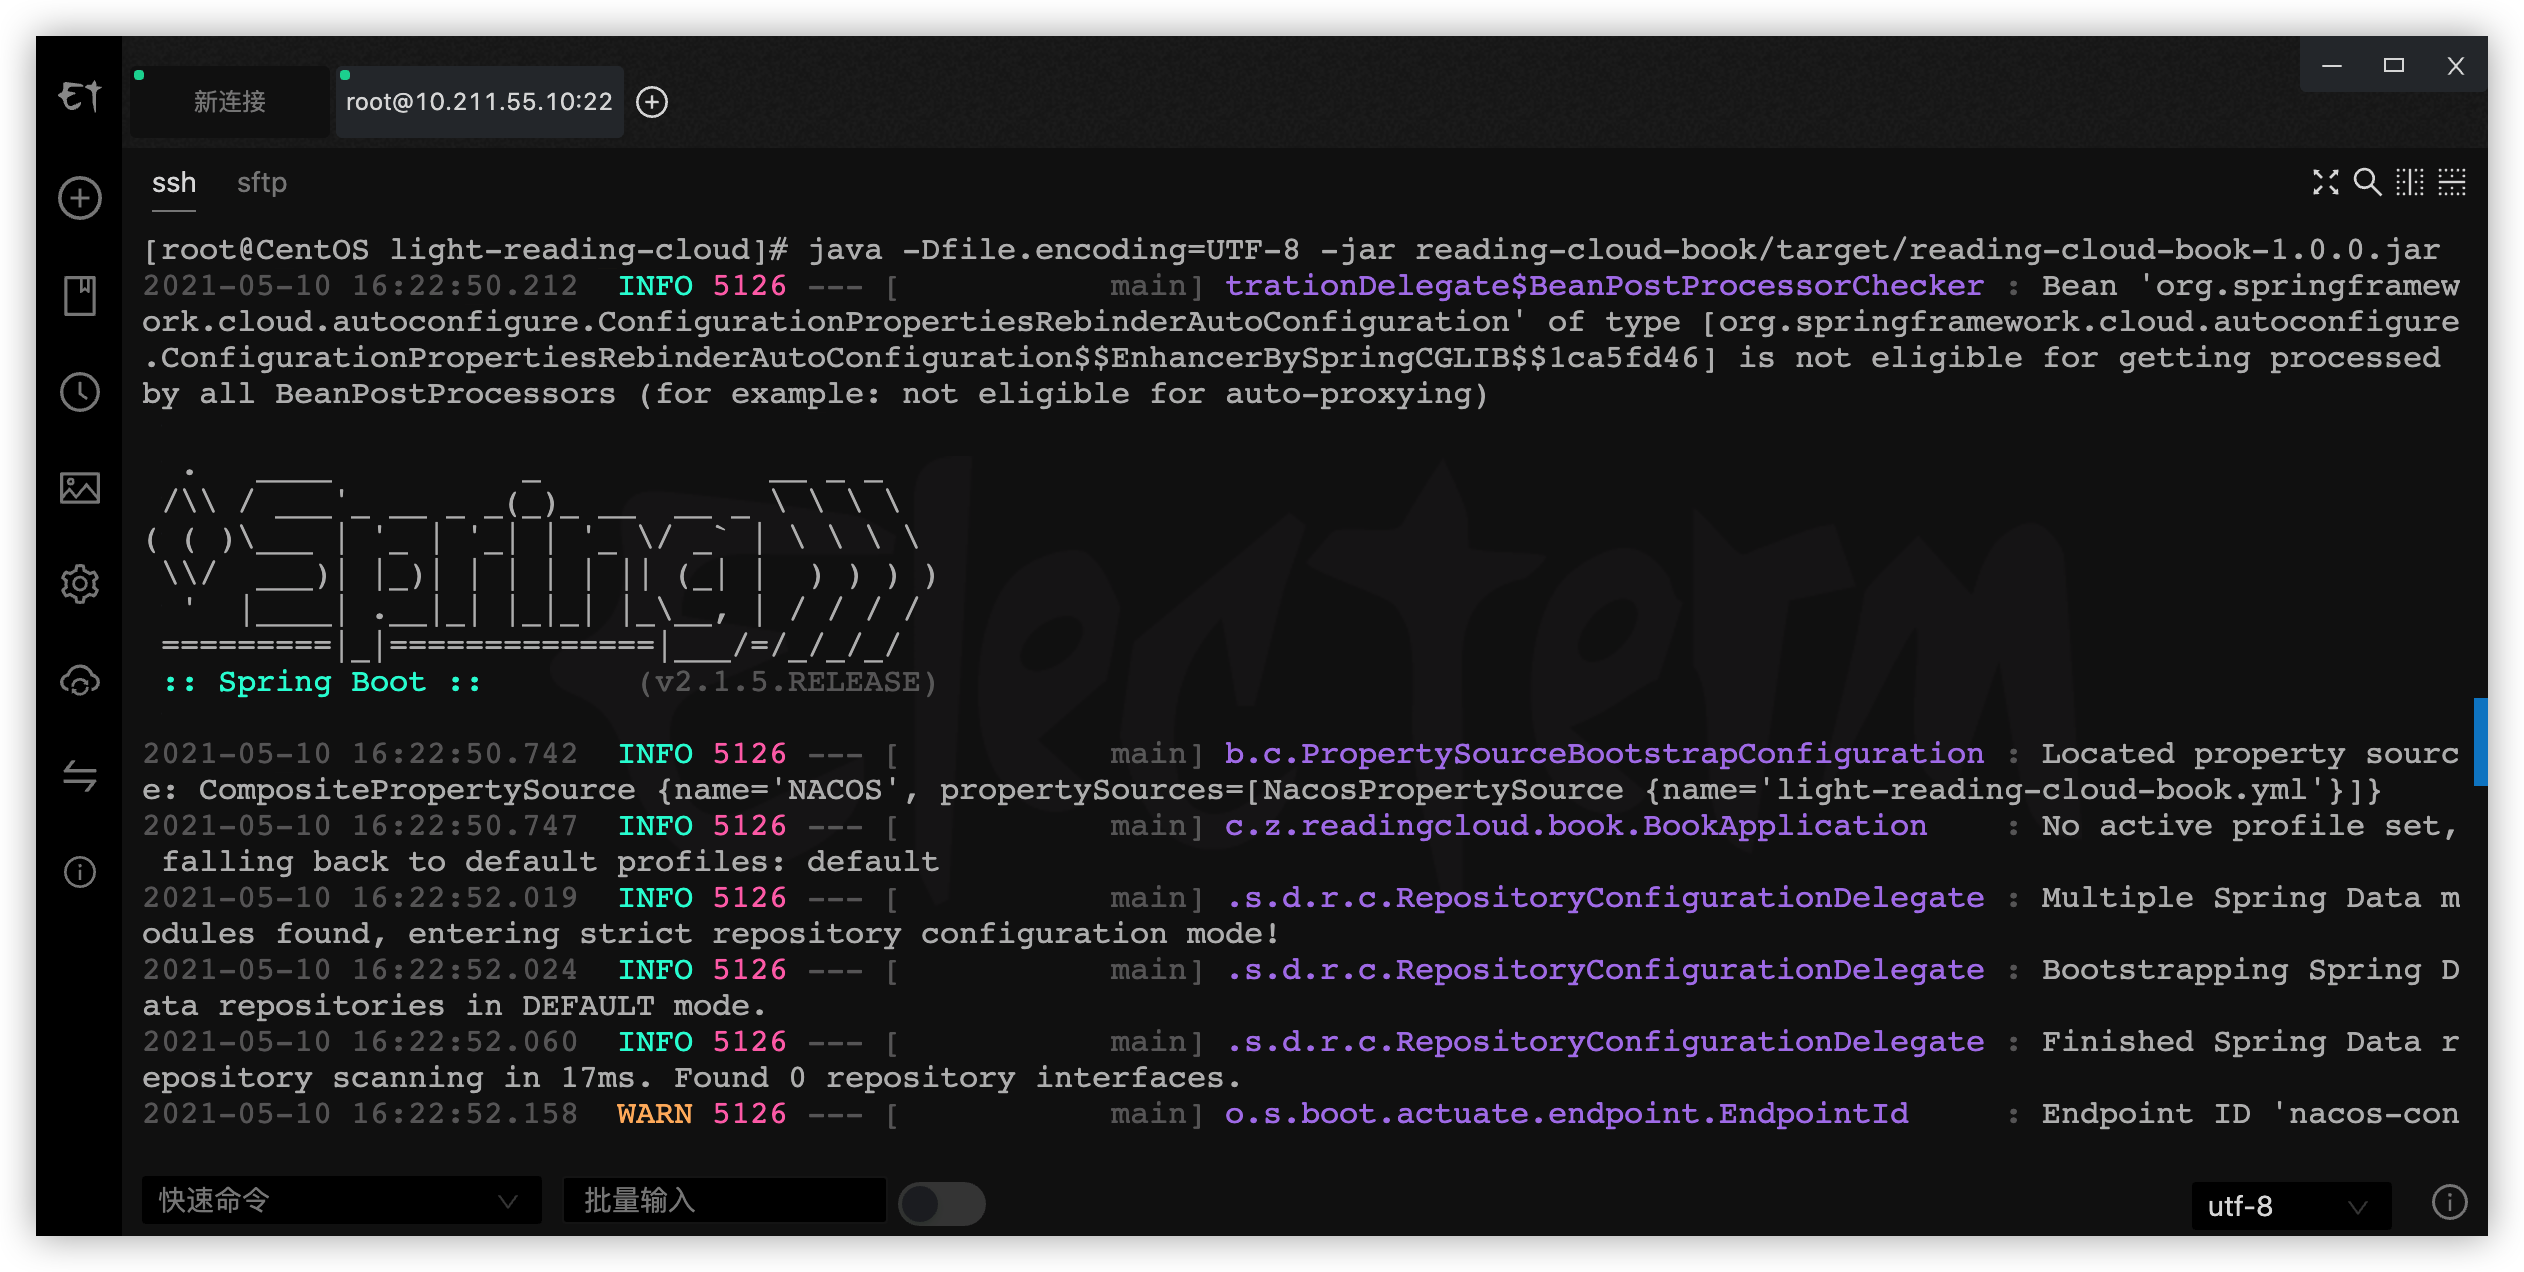 新连接
root@10.211.55.10:22
ssh sftp
[root@CentOS light-reading-cloud]# java -Dfile.encoding=UTF-8 -jar reading-cloud-book/target/reading-cloud-book-1.0.0.jar
2021-05-10 16:22:50.212  INFO 5126 --- [           main] trationDelegate$BeanPostProcessorChecker : Bean 'org.springframew
ork.cloud.autoconfigure.ConfigurationPropertiesRebinderAutoConfiguration' of type [org.springframework.cloud.autoconfigure
.ConfigurationPropertiesRebinderAutoConfiguration$$EnhancerBySpringCGLIB$$1ca5fd46] is not eligible for getting processed
by all BeanPostProcessors (for example: not eligible for auto-proxying)
  .   ____          _            __ _ _
 /\\ / ___'_ __ _ _(_)_ __  __ _ \ \ \ \
( ( )\___ | '_ | '_| | '_ \/ _` | \ \ \ \
 \\/  ___)| |_)| | | | | || (_| |  ) ) ) )
  '  |____| .__|_| |_|_| |_\__, | / / / /
 =========|_|==============|___/=/_/_/_/
 :: Spring Boot ::        (v2.1.5.RELEASE)
2021-05-10 16:22:50.742  INFO 5126 --- [           main] b.c.PropertySourceBootstrapConfiguration : Located property sourc
e: CompositePropertySource {name='NACOS', propertySources=[NacosPropertySource {name='light-reading-cloud-book.yml'}]}
2021-05-10 16:22:50.747  INFO 5126 --- [           main] c.z.readingcloud.book.BookApplication    : No active profile set,
 falling back to default profiles: default
2021-05-10 16:22:52.019  INFO 5126 --- [           main] .s.d.r.c.RepositoryConfigurationDelegate : Multiple Spring Data m
odules found, entering strict repository configuration mode!
2021-05-10 16:22:52.024  INFO 5126 --- [           main] .s.d.r.c.RepositoryConfigurationDelegate : Bootstrapping Spring D
ata repositories in DEFAULT mode.
2021-05-10 16:22:52.060  INFO 5126 --- [           main] .s.d.r.c.RepositoryConfigurationDelegate : Finished Spring Data r
epository scanning in 17ms. Found 0 repository interfaces.
2021-05-10 16:22:52.158  WARN 5126 --- [           main] o.s.boot.actuate.endpoint.EndpointId     : Endpoint ID 'nacos-con
electerm
快速命令
批量输入
utf-8